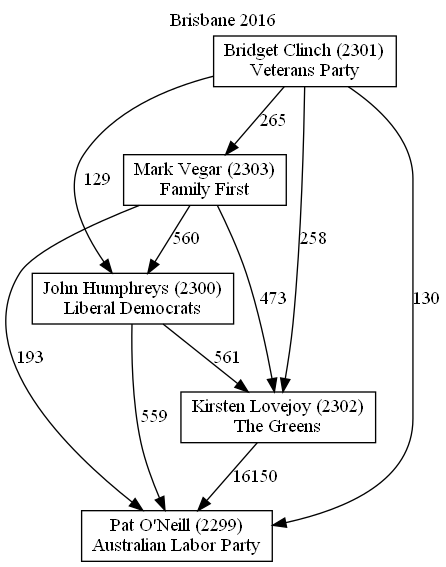 Brisbane 2016
Bridget Clinch (2301)
Veterans Party
265
Mark Vegar (2303)
Family First
129
560
258
John Humphreys (2300)
Liberal Democrats
473
130
193
561
559
Kirsten Lovejoy (2302)
The Greens
16150
Pat O'Neill (2299)
Australian Labor Party